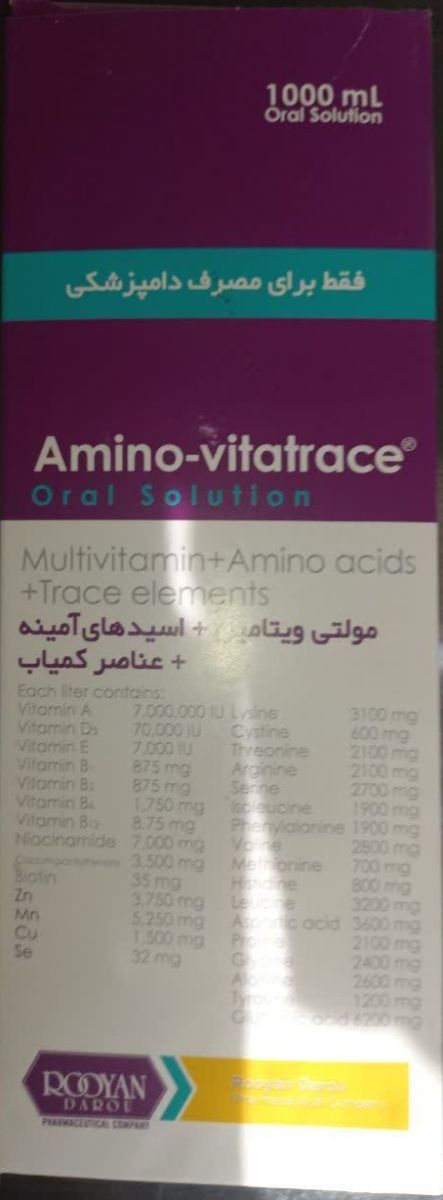 1000 mL
Oral Solution
فقط برای مصرف دامپزشکی
Amino-vitatrace®
Oral Solution
Multivitamin+Amino acids
+Trace elements
مولتی ویتامین + اسیدهای آمینه
+ عناصر کمیاب
Each liter contains:
Vitamin A 7,000,000 IU Lysine 3100 mg
Vitamin D3 70,000 IU Cystine 600 mg
Vitamin E 7,000 IU Threonine 2100 mg
Vitamin B1 875 mg Arginine 2100 mg
Vitamin B2 875 mg Serine 2700 mg
Vitamin B6 1,750 mg Isoleucine 1900 mg
Vitamin B12 8.75 mg Phenylalanine 1900 mg
Niacinamide 7,000 mg Valine 2800 mg
Calcium pantothenate 3,500 mg Methionine 700 mg
Biotin 35 mg Histidine 800 mg
Zn 3,750 mg Leucine 3200 mg
Mn 5,250 mg Aspartic acid 3600 mg
Cu 1,500 mg Proline 2100 mg
Se 32 mg Glycine 2400 mg
Alanine 2600 mg
Tyrosine 1200 mg
Glutamic acid 6200 mg
ROOYAN
DAROU
PHARMACEUTICAL COMPANY
Rooyan Darou
Pharmaceutical Company